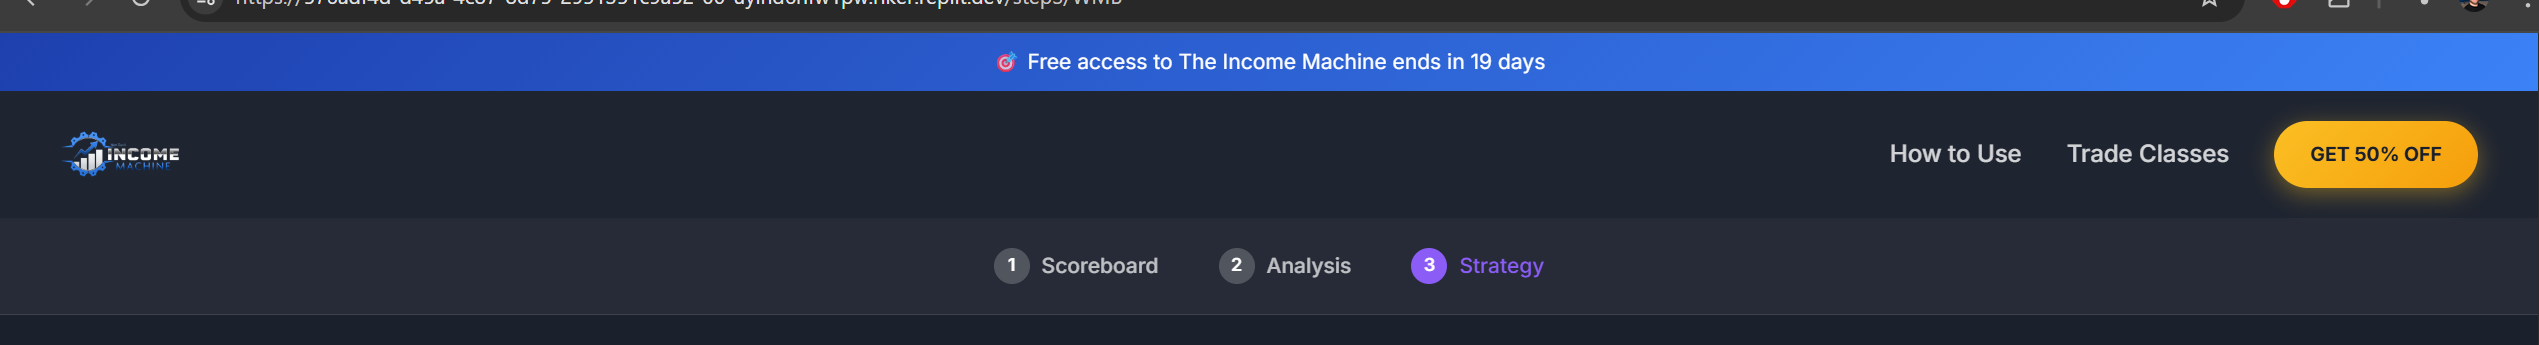 🎯 Free access to The Income Machine ends in 19 days
INCOME
MACHINE
How to Use
Trade Classes
GET 50% OFF
1 Scoreboard
2 Analysis
3 Strategy